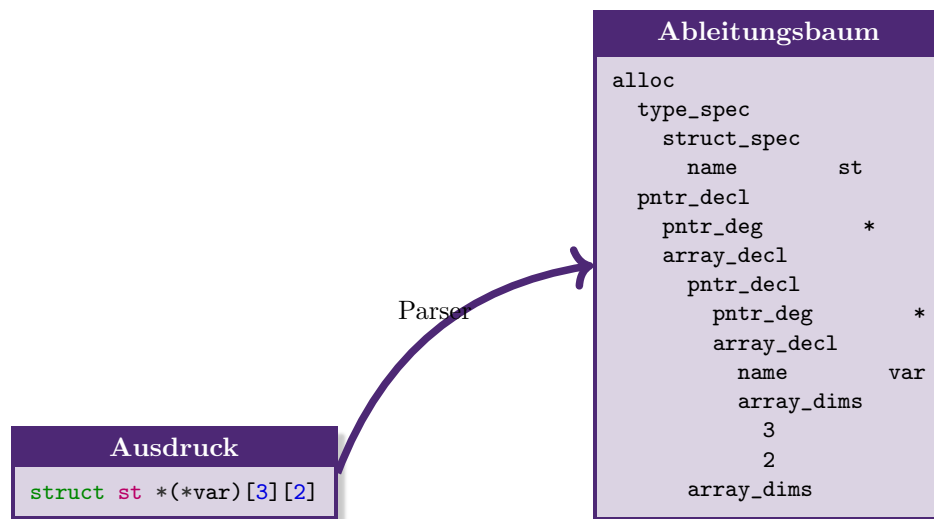 Ableitungsbaum
alloc
  type_spec
    struct_spec
      name        st
  pntr_decl
    pntr_deg        *
    array_decl
      pntr_decl
        pntr_deg        *
        array_decl
          name        var
          array_dims
            3
            2
      array_dims
Parser
Ausdruck
struct st *(*var)[3][2]